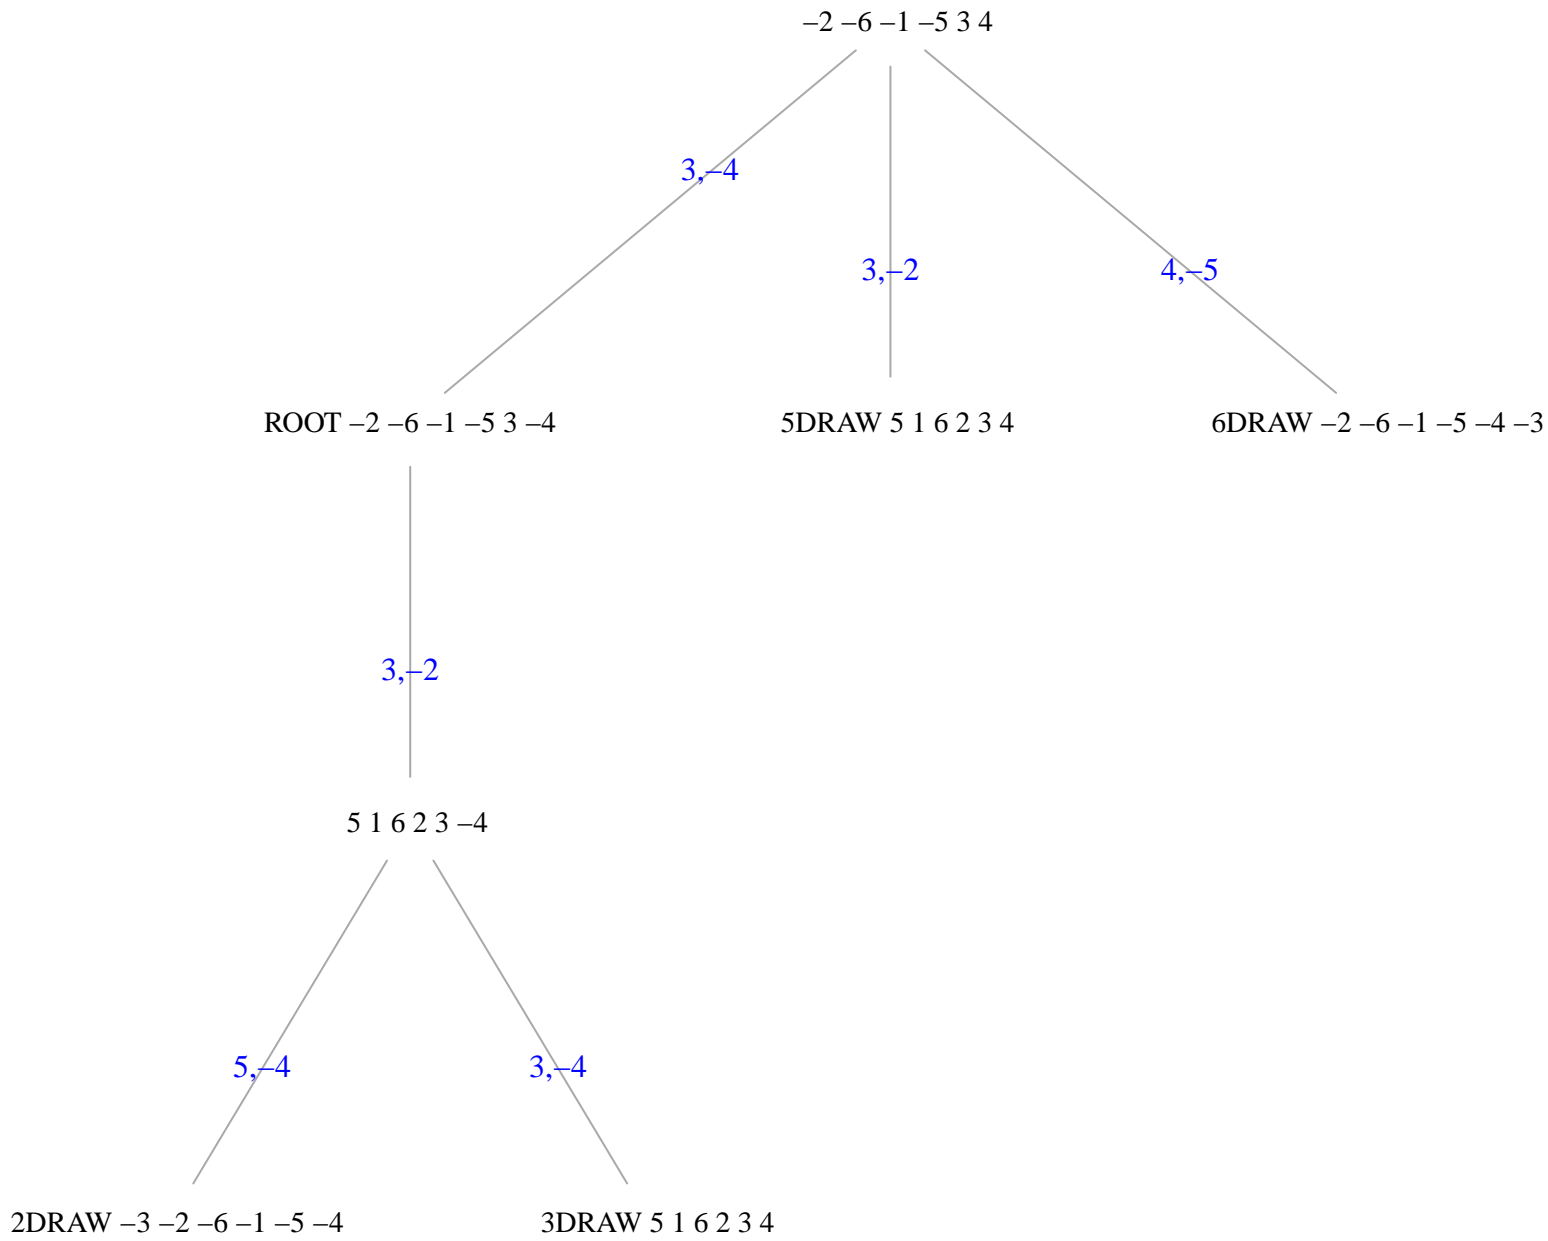 –2 –6 –1 –5 3 4
3,–4
3,–2
4,–5
ROOT –2 –6 –1 –5 3 –4
5DRAW 5 1 6 2 3 4
6DRAW –2 –6 –1 –5 –4 –3
3,–2
5 1 6 2 3 –4
5,–4
3,–4
2DRAW –3 –2 –6 –1 –5 –4
3DRAW 5 1 6 2 3 4